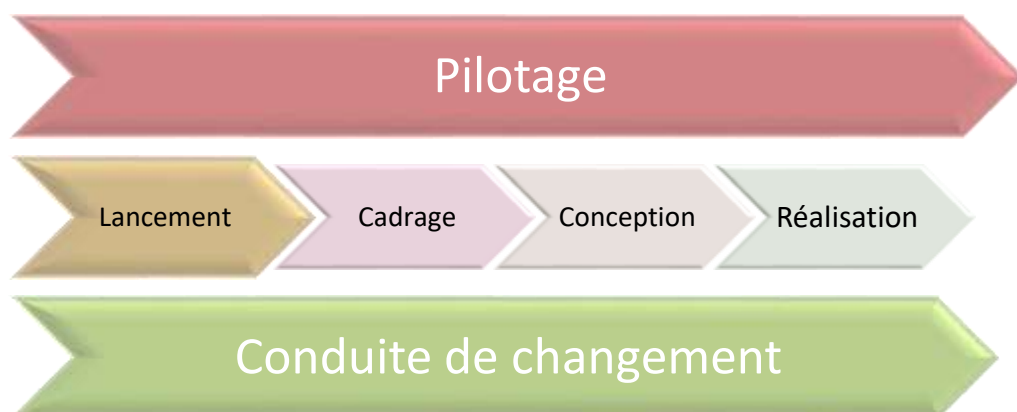 Pilotage
Lancement
Cadrage
Conception
Réalisation
Conduite de changement